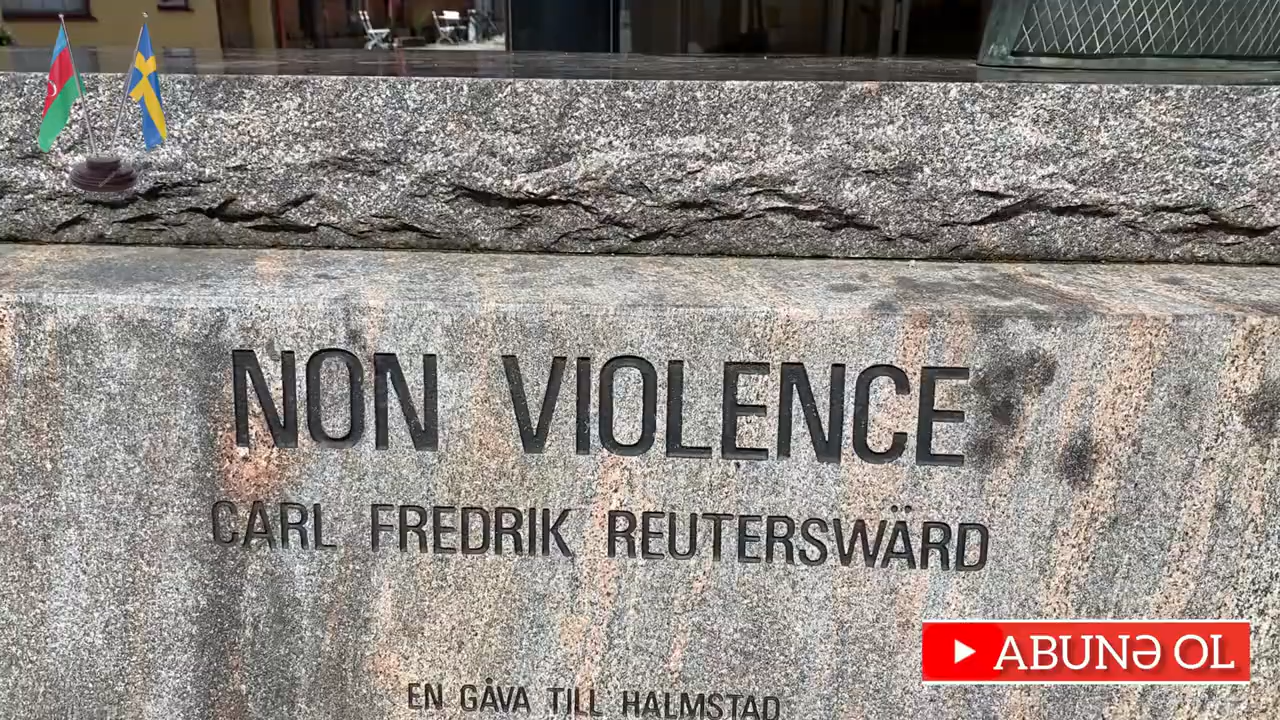 NON VIOLENCE
CARL FREDRIK REUTERSWÄRD
EN GÅVA TILL HALMSTAD
ABUNƏ OL